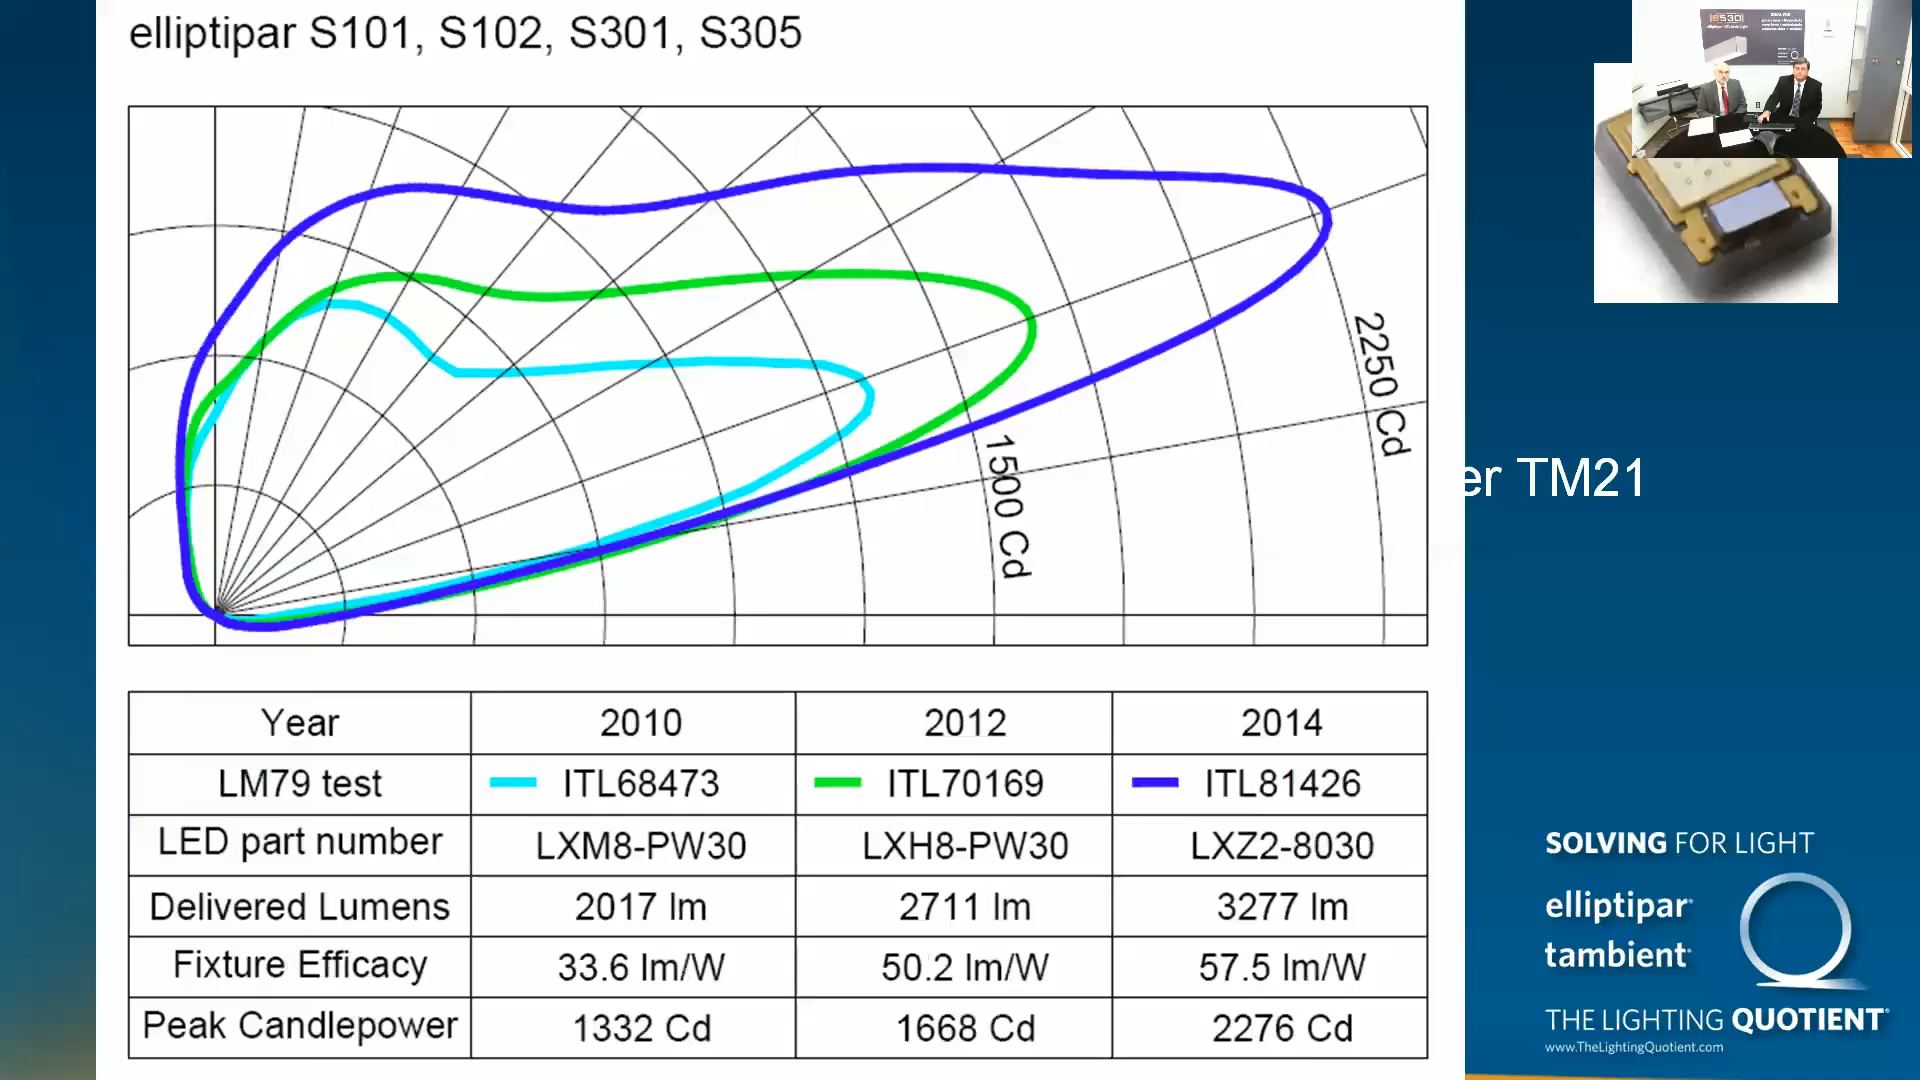 elliptipar S101, S102, S301, S305
2250 Cd
1500 Cd
er TM21
Year 2010 2012 2014
LM79 test ITL68473 ITL70169 ITL81426
LED part number LXM8-PW30 LXH8-PW30 LXZ2-8030
Delivered Lumens 2017 lm 2711 lm 3277 lm
Fixture Efficacy 33.6 lm/W 50.2 lm/W 57.5 lm/W
Peak Candlepower 1332 Cd 1668 Cd 2276 Cd
SOLVING FOR LIGHT
elliptipar
tambient
THE LIGHTING QUOTIENT
www.TheLightingQuotient.com